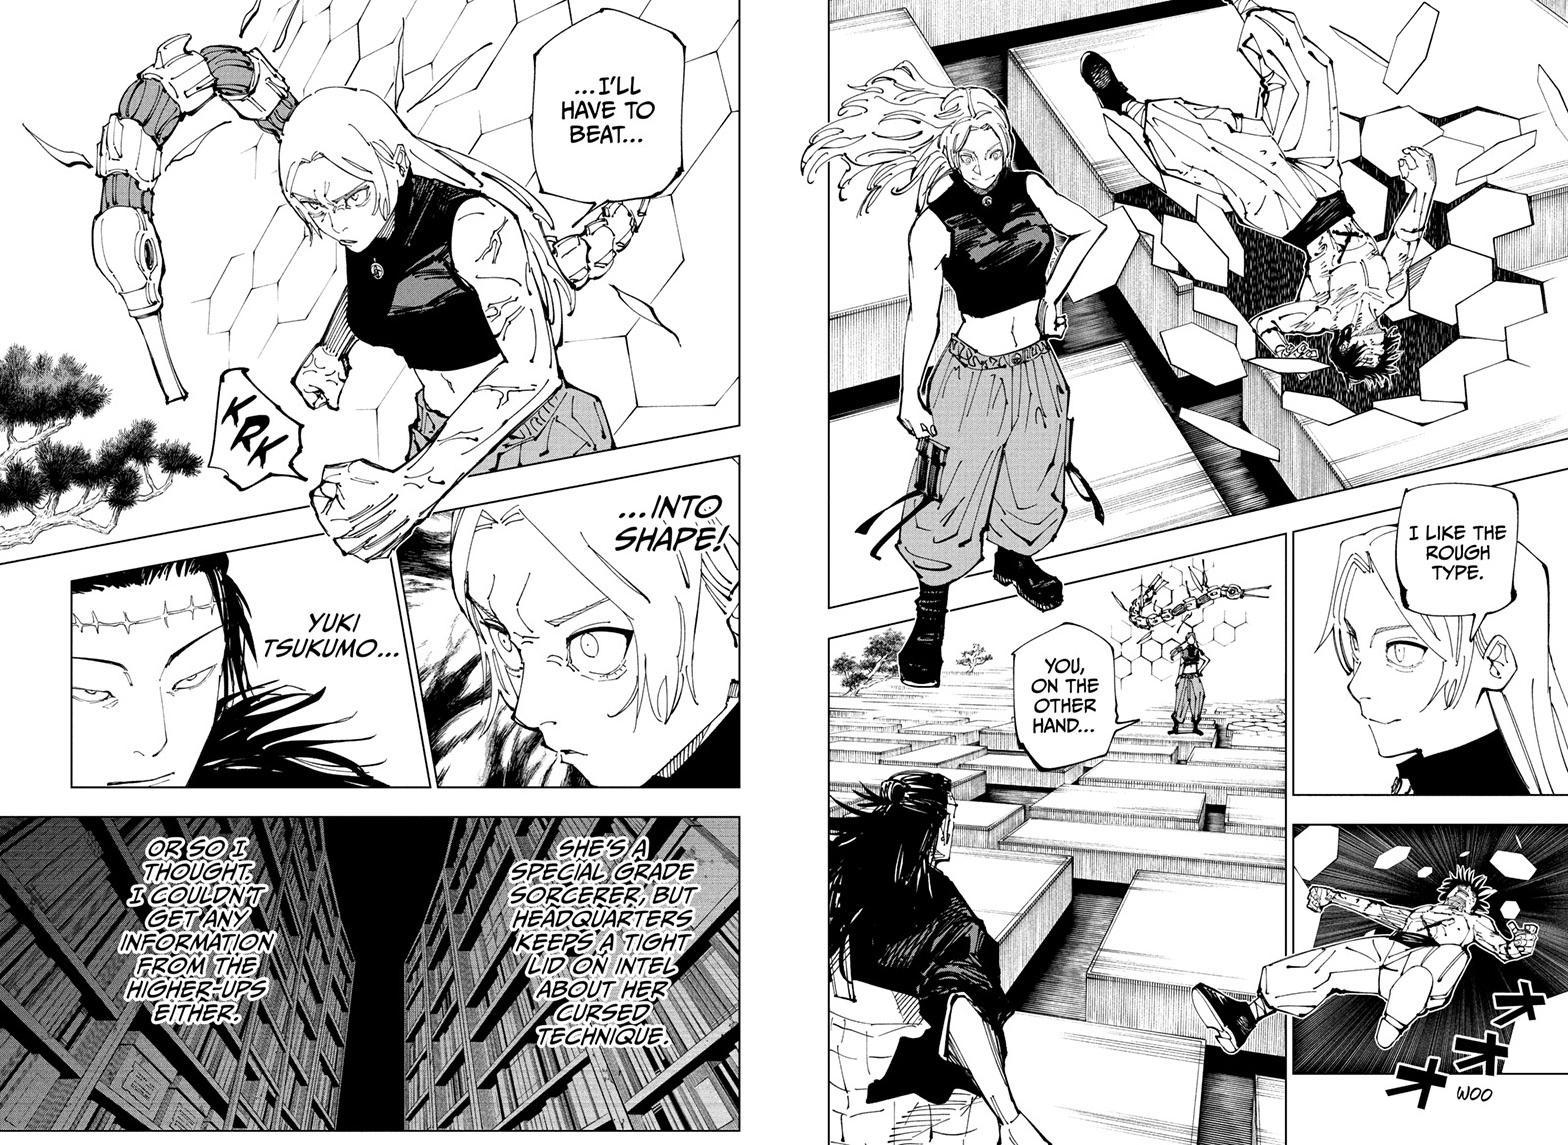 I LIKE THE
ROUGH
TYPE.
YOU,
ON THE
OTHER
HAND...
オオオ
WOO
...I'LL
HAVE TO
BEAT...
KRK
...INTO
SHAPE!
YUKI
TSUKUMO...
SHE'S A
SPECIAL GRADE
SORCERER, BUT
HEADQUARTERS
KEEPS A TIGHT
LID ON INTEL
ABOUT HER
CURSED
TECHNIQUE.
OR SO I
THOUGHT.
I COULDN'T
GET ANY
INFORMATION
FROM THE
HIGHER-UPS
EITHER.